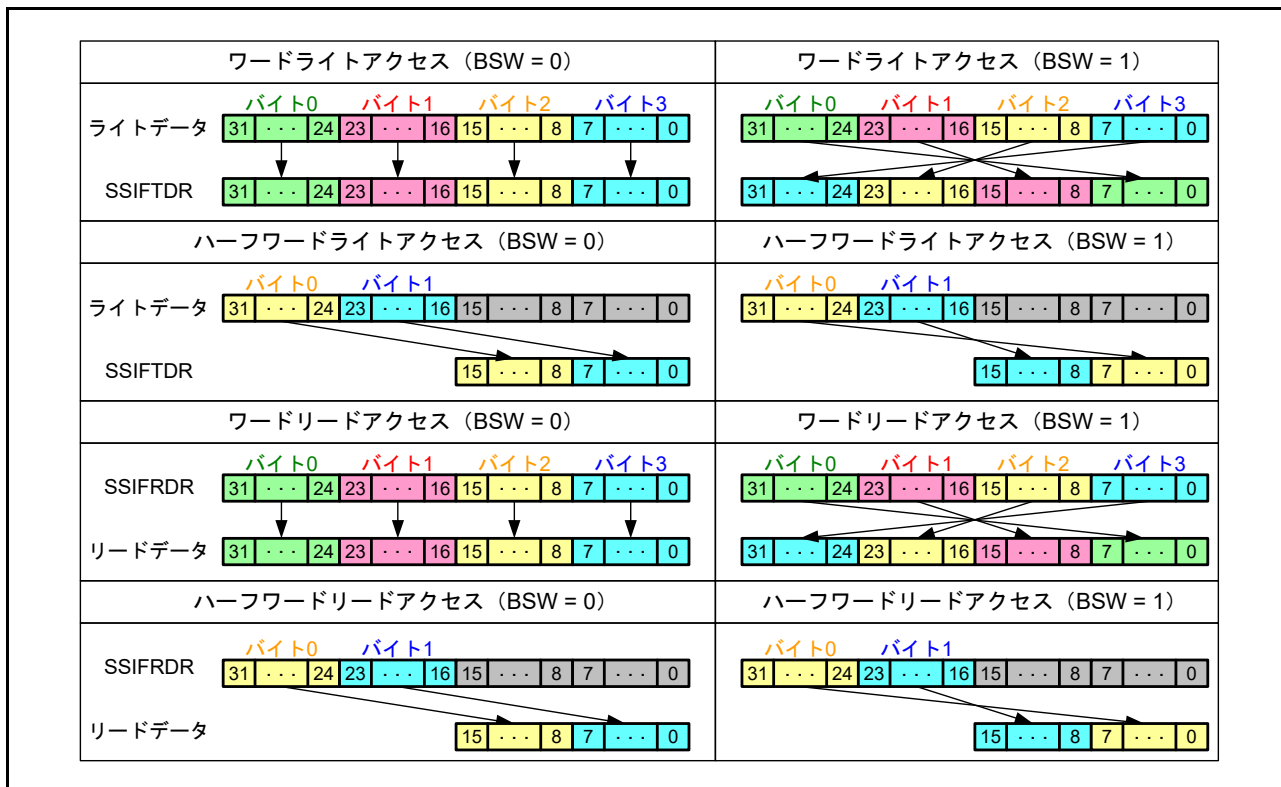 ワードライトアクセス（BSW = 0） ワードライトアクセス（BSW = 1）
バイト0 バイト1 バイト2 バイト3 バイト0 バイト1 バイト2 バイト3
ライトデータ 31 ··· 24 23 ··· 16 15 ··· 8 7 ··· 0 31 ··· 24 23 ··· 16 15 ··· 8 7 ··· 0
SSIFTDR 31 ··· 24 23 ··· 16 15 ··· 8 7 ··· 0 31 ··· 24 23 ··· 16 15 ··· 8 7 ··· 0
ハーフワードライトアクセス（BSW = 0） ハーフワードライトアクセス（BSW = 1）
バイト0 バイト1 バイト0 バイト1
ライトデータ 31 ··· 24 23 ··· 16 15 ··· 8 7 ··· 0 31 ··· 24 23 ··· 16 15 ··· 8 7 ··· 0
SSIFTDR 15 ··· 8 7 ··· 0 15 ··· 8 7 ··· 0
ワードリードアクセス（BSW = 0） ワードリードアクセス（BSW = 1）
バイト0 バイト1 バイト2 バイト3 バイト0 バイト1 バイト2 バイト3
SSIFRDR 31 ··· 24 23 ··· 16 15 ··· 8 7 ··· 0 31 ··· 24 23 ··· 16 15 ··· 8 7 ··· 0
リードデータ 31 ··· 24 23 ··· 16 15 ··· 8 7 ··· 0 31 ··· 24 23 ··· 16 15 ··· 8 7 ··· 0
ハーフワードリードアクセス（BSW = 0） ハーフワードリードアクセス（BSW = 1）
バイト0 バイト1 バイト0 バイト1
SSIFRDR 31 ··· 24 23 ··· 16 15 ··· 8 7 ··· 0 31 ··· 24 23 ··· 16 15 ··· 8 7 ··· 0
リードデータ 15 ··· 8 7 ··· 0 15 ··· 8 7 ··· 0